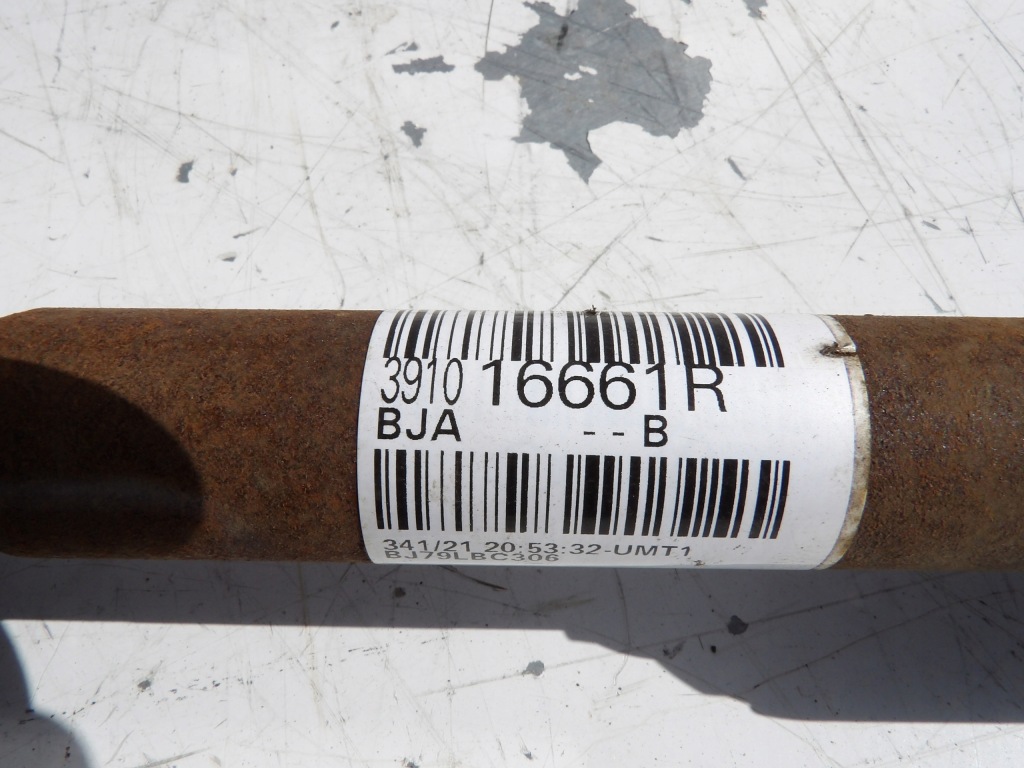 3910 16661R
BJA -- B
341/21 20:53:32-UMT1
BJ79LBC306